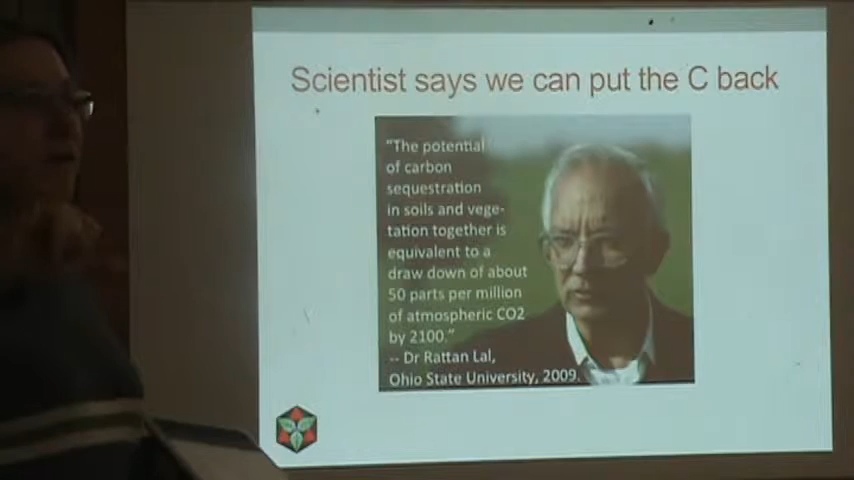 Scientist says we can put the C back
“The potential
of carbon
sequestration
in soils and vege-
tation together is
equivalent to a
draw down of about
50 parts per million
of atmospheric CO2
by 2100.”
-- Dr Rattan Lal,
Ohio State University, 2009.